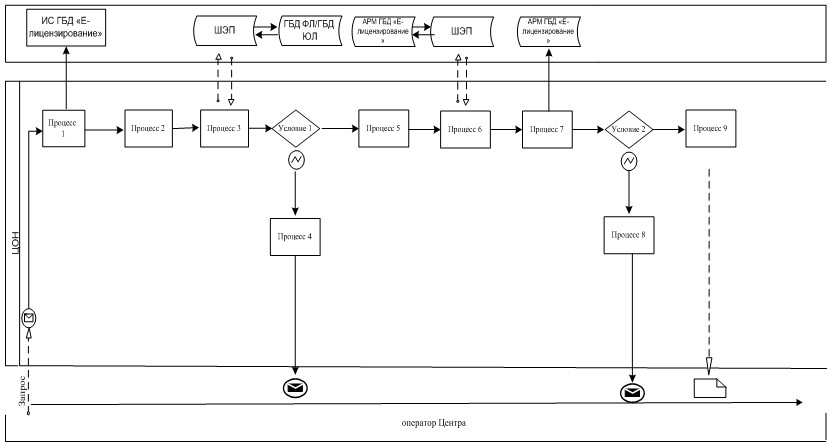 ИС ГБД «Е-
лицензирование»
ШЭП
ГБД ФЛ/ГБД
ЮЛ
АРМ ГБД «Е-
лицензирование
»
ШЭП
АРМ ГБД «Е-
лицензирование
»
Процесс
1
Процесс 2
Процесс 3
Условие 1
Процесс 5
Процесс 6
Процесс 7
Условие 2
Процесс 9
Процесс 4
Процесс 8
ЦОН
Запрос
оператор Центра